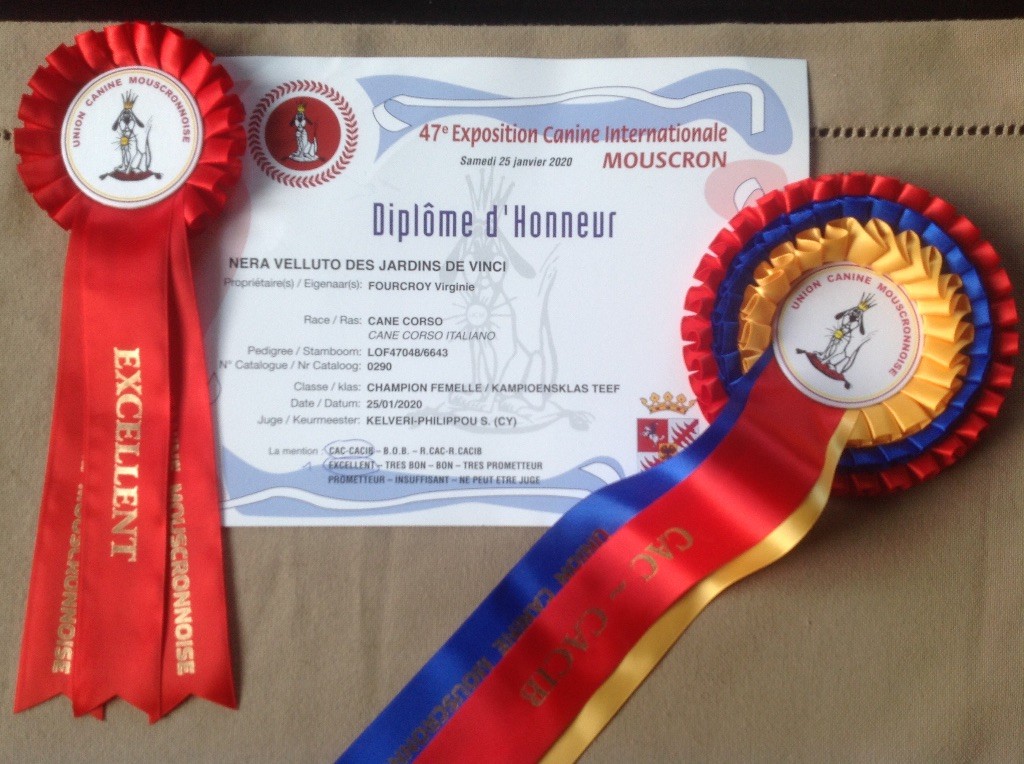 UNION CANINE MOUSCRONNOISE
EXCELLENT
MOUSCRONNOISE
MOUSCRONNOISE
47e Exposition Canine Internationale
Samedi 25 janvier 2020
MOUSCRON
Diplôme d'Honneur
NERA VELLUTO DES JARDINS DE VINCI
Propriétaire(s) / Eigenaar(s): FOURCROY Virginie
Race / Ras: CANE CORSO
CANE CORSO ITALIANO
Pedigree / Stamboom: LOF47048/6643
N° Catalogue / Nr Cataloog: 0290
Classe / klas: CHAMPION FEMELLE / KAMPIOENSKLAS TEEF
Date / Datum: 25/01/2020
Juge / Keurmeester: KELVERI-PHILIPPOU S. (CY)
La mention : CAC-CACIB – B.O.B. – R.CAC-R.CACIB
EXCELLENT – TRES BON – BON – TRES PROMETTEUR
PROMETTEUR – INSUFFISANT – NE PEUT ETRE JUGE
UNION CANINE MOUSCRONNOISE
CAC – CACIB
UNION CANINE MOUSCRONN